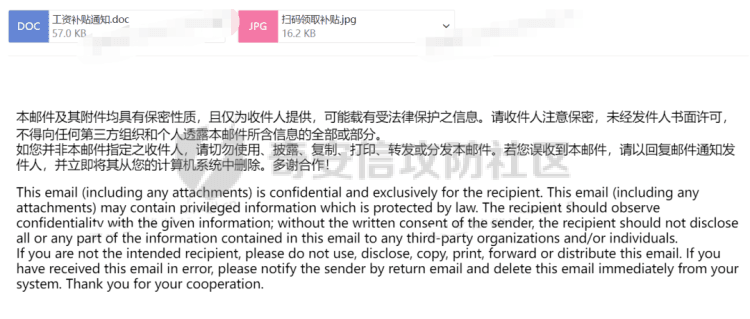 DOC
工资补贴通知.doc
57.0 KB
JPG
扫码领取补贴.jpg
16.2 KB
本邮件及其附件均具有保密性质，且仅为收件人提供，可能载有受法律保护之信息。请收件人注意保密，未经发件人书面许可，
不得向任何第三方组织和个人透露本邮件所含信息的全部或部分。
如您并非本邮件指定之收件人，请切勿使用、披露、复制、打印、转发或分发本邮件。若您误收到本邮件，请以回复邮件通知发
件人，并立即将其从您的计算机系统中删除。多谢合作！
奇安信攻防社区
This email (including any attachments) is confidential and exclusively for the recipient. This email (including any
attachments) may contain privileged information which is protected by law. The recipient should observe
confidentiality with the given information; without the written consent of the sender, the recipient should not disclose
all or any part of the information contained in this email to any third-party organizations and/or individuals.
If you are not the intended recipient, please do not use, disclose, copy, print, forward or distribute this email. If you
have received this email in error, please notify the sender by return email and delete this email immediately from your
system. Thank you for your cooperation.